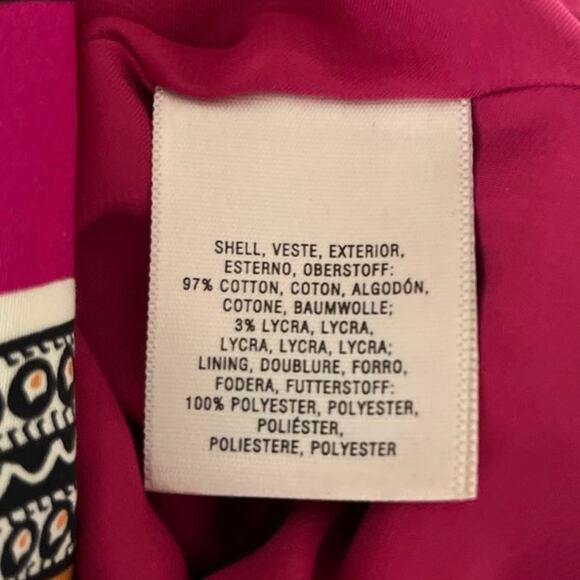 SHELL, VESTE, EXTERIOR,
ESTERNO, OBERSTOFF:
97% COTTON, COTON, ALGODÓN,
COTONE, BAUMWOLLE;
3% LYCRA, LYCRA,
LYCRA, LYCRA, LYCRA;
LINING, DOUBLURE, FORRO,
FODERA, FUTTERSTOFF:
100% POLYESTER, POLYESTER,
POLIÉSTER,
POLIESTERE, POLYESTER